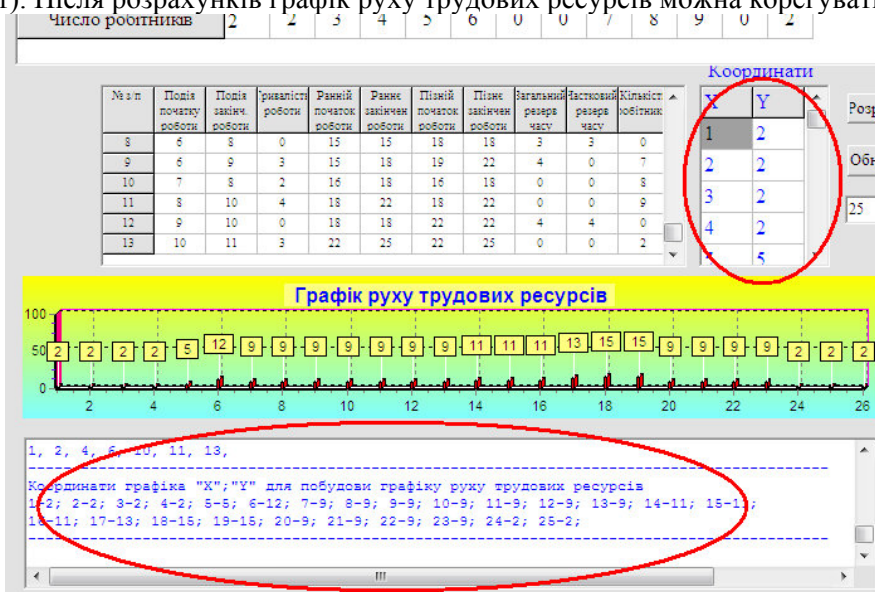 1). Після розрахунків графік руху трудових ресурсів можна корегувати
Число робітників 2 2 3 4 5 6 0 0 7 8 9 0 2
Координати
№ з/п Подія початку роботи Подія закінч. роботи Тривалість роботи Ранній початок роботи Раннє закінчен роботи Пізній початок роботи Пізнє закінчен роботи Загальний резерв часу Частковий резерв часу Кількіст робітник
8 6 8 0 15 15 18 18 3 3 0
9 6 9 3 15 18 19 22 4 0 7
10 7 8 2 16 18 16 18 0 0 8
11 8 10 4 18 22 18 22 0 0 9
12 9 10 0 18 18 22 22 4 4 0
13 10 11 3 22 25 22 25 0 0 2
X Y
1 2
2 2
3 2
4 2
5
Розр
Обн
25
Графік руху трудових ресурсів
100
50
0
2 2 2 2 5 12 9 9 9 9 9 9 9 11 11 11 13 15 15 9 9 9 9 2 2 2
2 4 6 8 10 12 14 16 18 20 22 24 26
1, 2, 4, 6, 10, 11, 13,
Координати графіка "X";"Y" для побудови графіку руху трудових ресурсів
1-2; 2-2; 3-2; 4-2; 5-5; 6-12; 7-9; 8-9; 9-9; 10-9; 11-9; 12-9; 13-9; 14-11; 15-11;
16-11; 17-13; 18-15; 19-15; 20-9; 21-9; 22-9; 23-9; 24-2; 25-2;